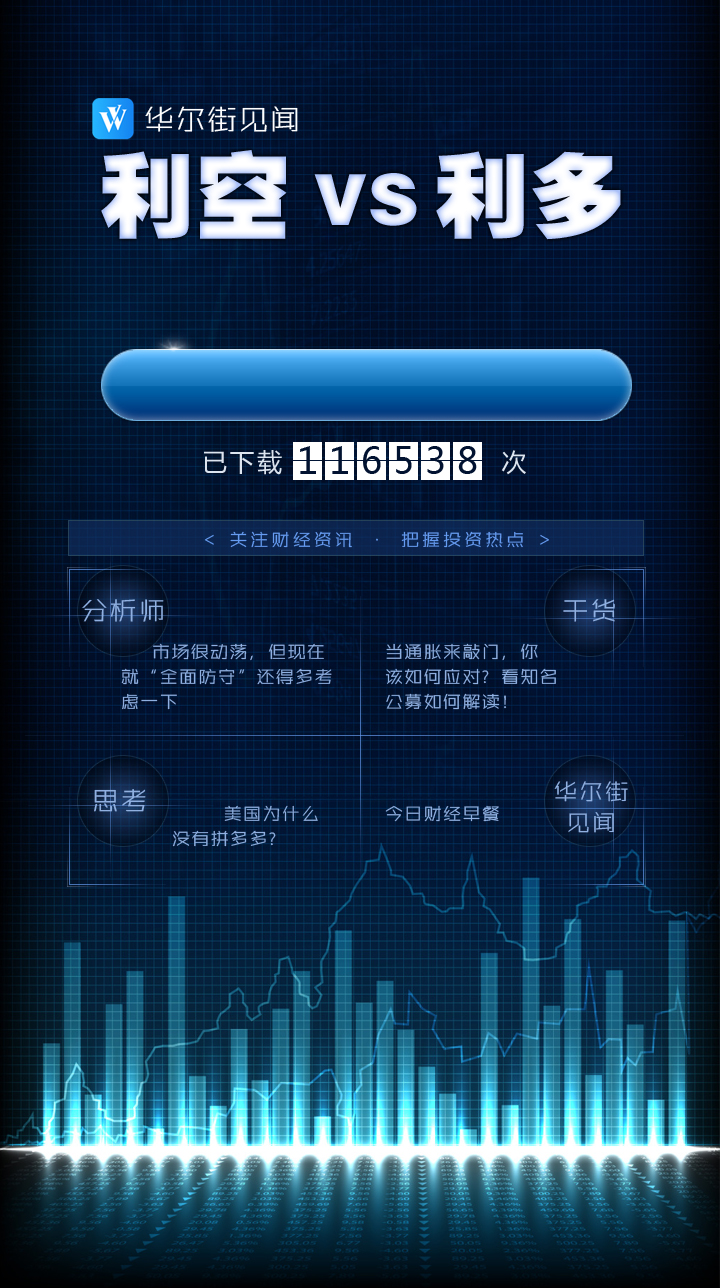 华尔街见闻
利空 vs 利多
已下载 116538 次
< 关注财经资讯 · 把握投资热点 >
分析师
干货
市场很动荡，但现在
就“全面防守”还得多考
虑一下
当通胀来敲门，你
该如何应对？看知名
公募如何解读！
思考
美国为什么
没有拼多多？
今日财经早餐
华尔街
见闻